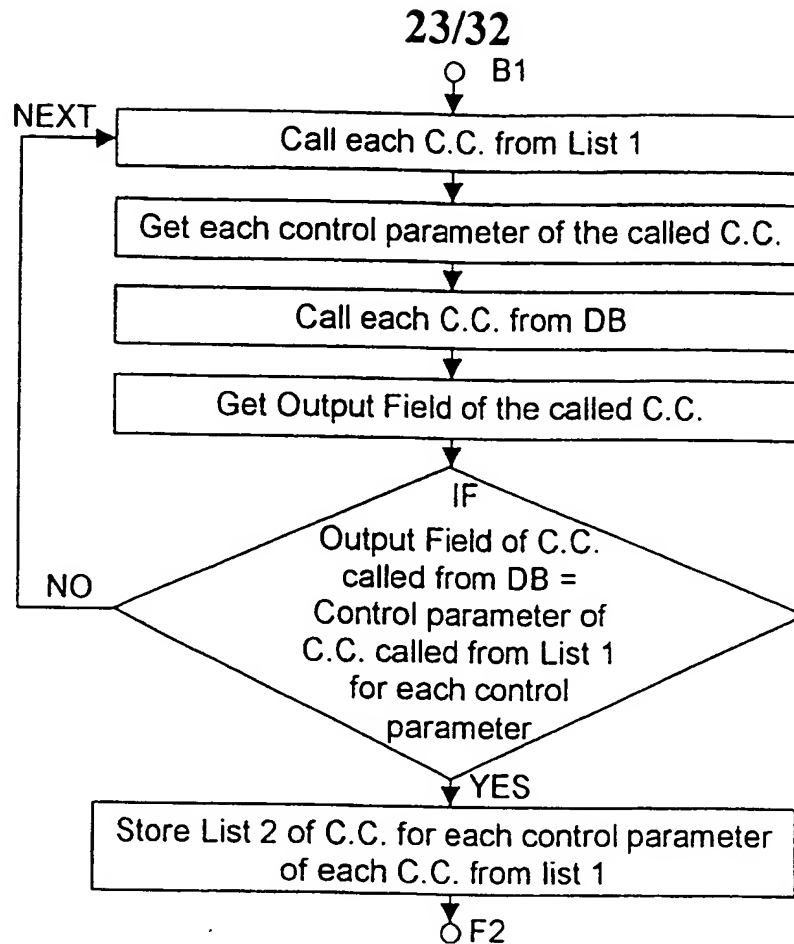 23/32
B1
NEXT
Call each C.C. from List 1
Get each control parameter of the called C.C.
Call each C.C. from DB
Get Output Field of the called C.C.
IF
Output Field of C.C.
called from DB =
Control parameter of
C.C. called from List 1
for each control
parameter
NO
YES
Store List 2 of C.C. for each control parameter
of each C.C. from list 1
F2